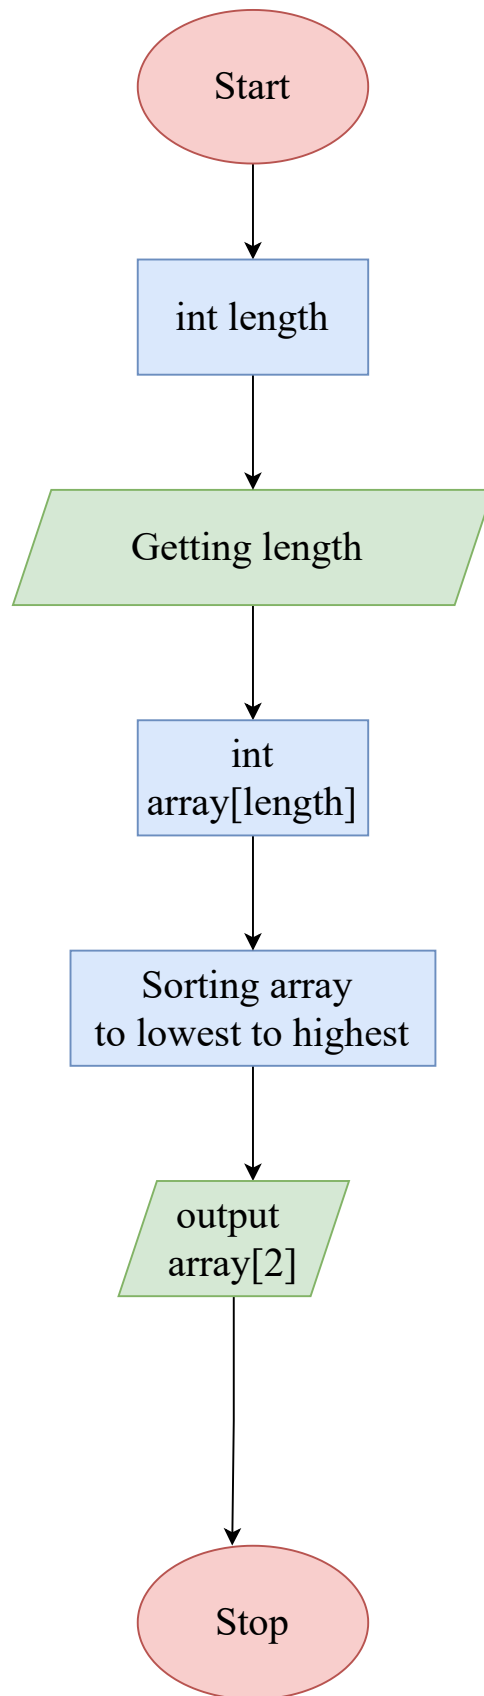 Start
int length
Getting length
int
array[length]
Sorting array
to lowest to highest
output
array[2]
Stop